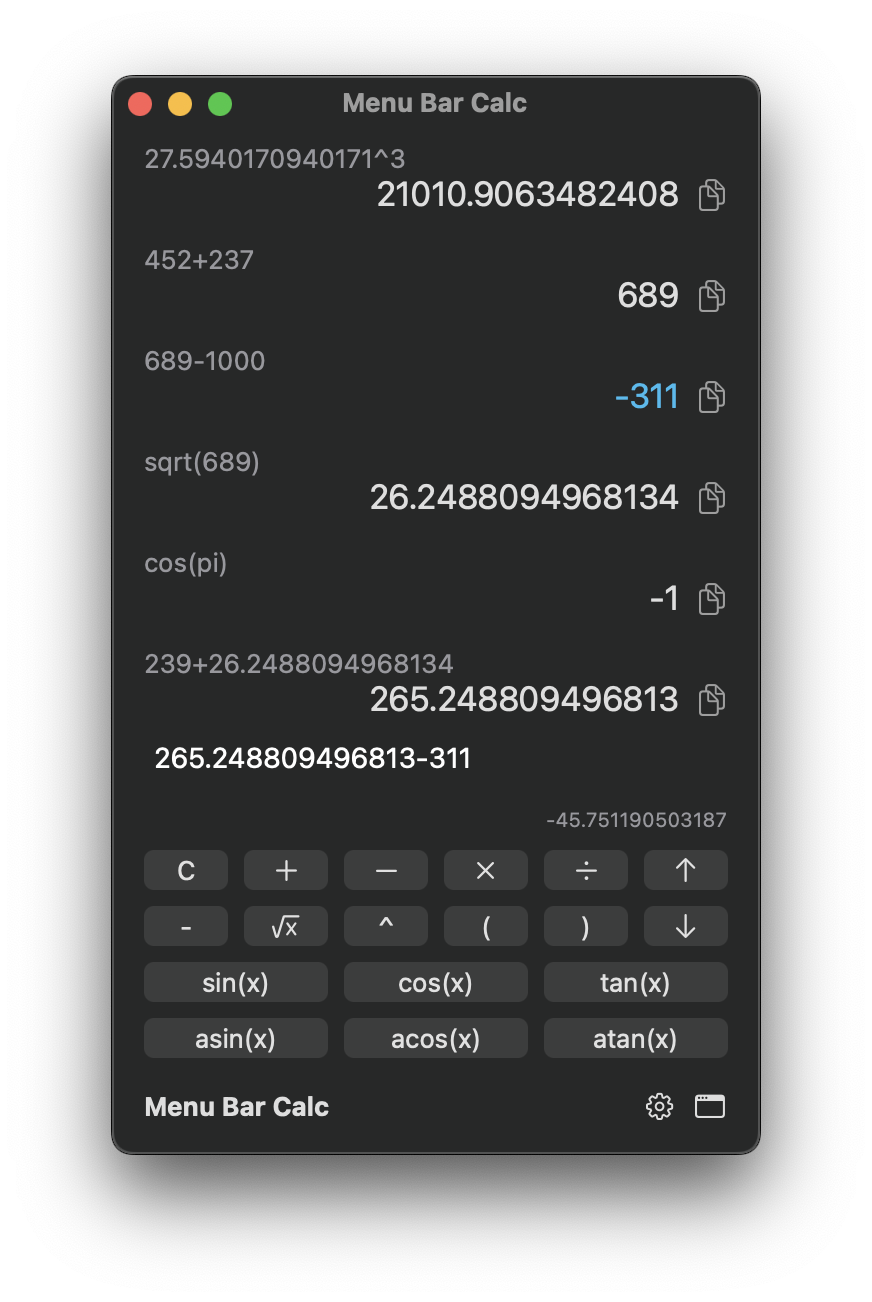 Menu Bar Calc
27.5940170940171^3
21010.9063482408
452+237
689
689-1000
-311
sqrt(689)
26.2488094968134
cos(pi)
-1
239+26.2488094968134
265.248809496813
265.248809496813-311
-45.751190503187
C + — × ÷ ↑
- √x ^ ( ) ↓
sin(x) cos(x) tan(x)
asin(x) acos(x) atan(x)
Menu Bar Calc